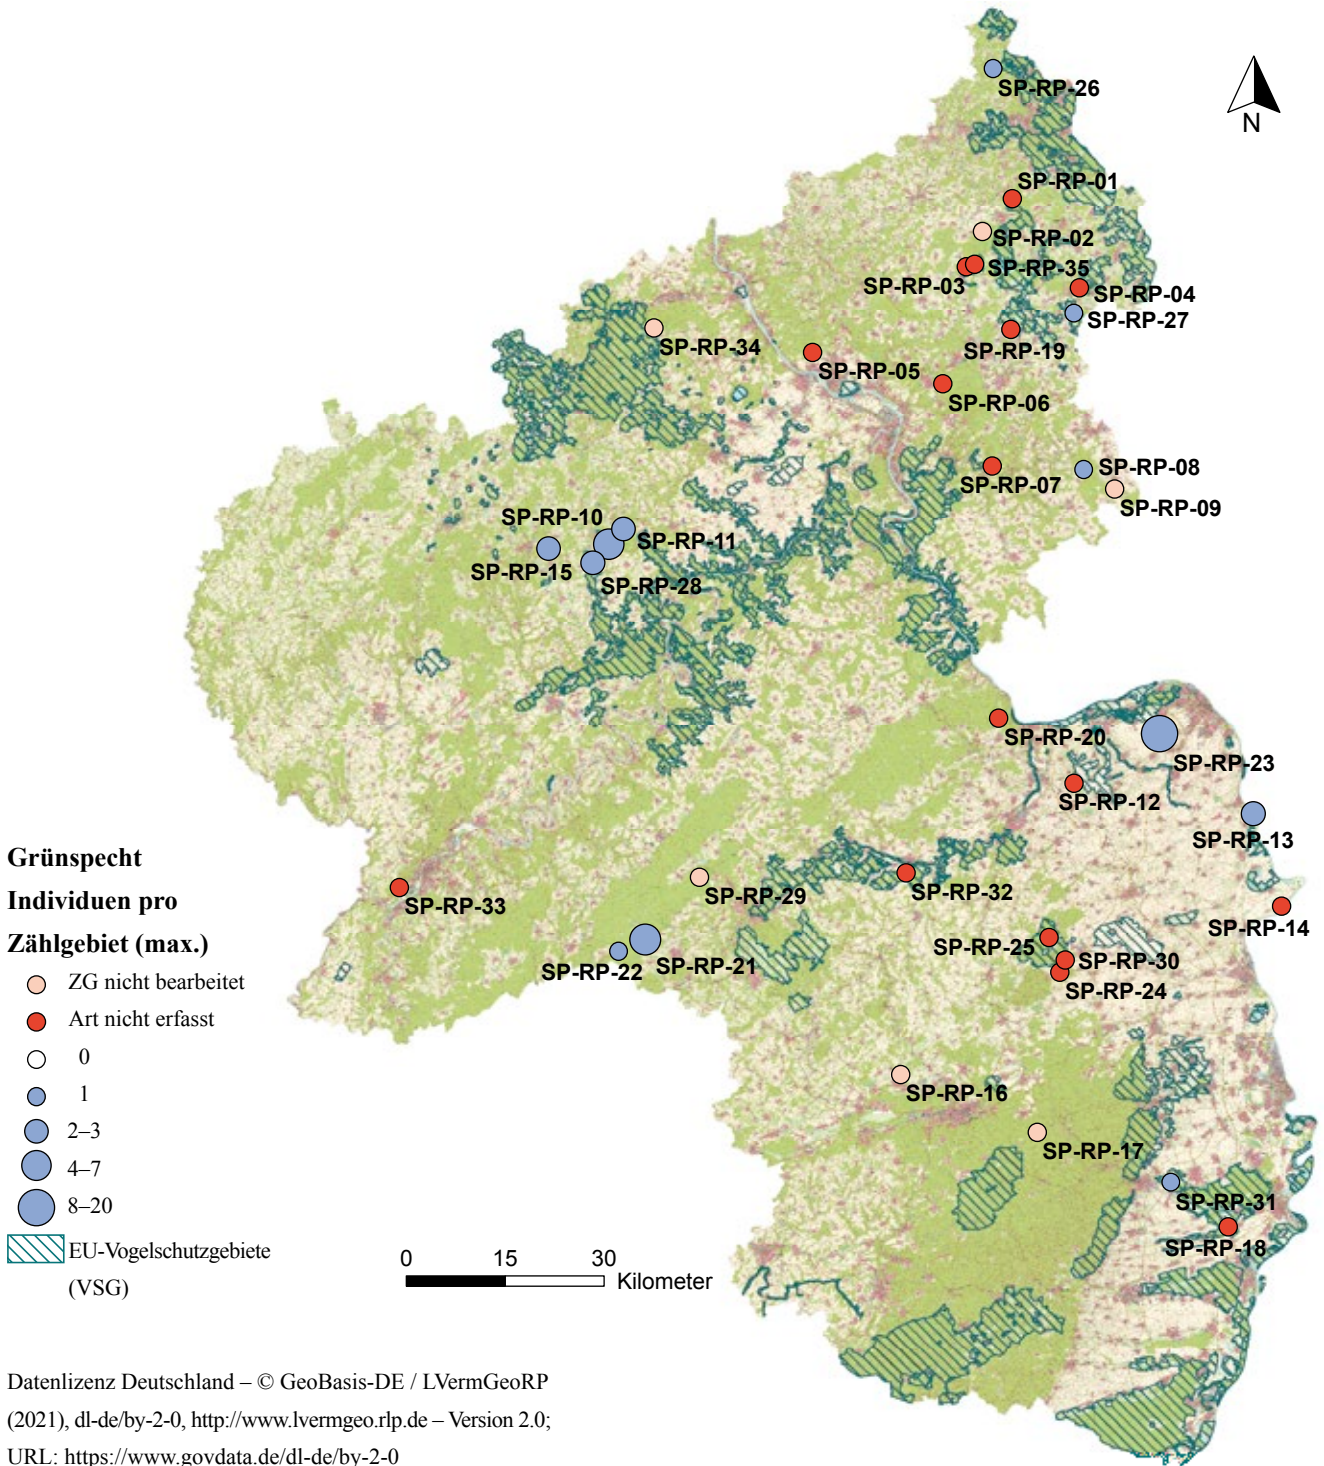 SP-RP-26
N
SP-RP-01
SP-RP-02
SP-RP-35
SP-RP-03
SP-RP-04
SP-RP-27
SP-RP-19
SP-RP-34
SP-RP-05
SP-RP-06
SP-RP-08
SP-RP-07
SP-RP-09
SP-RP-10
SP-RP-11
SP-RP-15
SP-RP-28
SP-RP-20
SP-RP-23
SP-RP-12
SP-RP-13
SP-RP-32
SP-RP-29
SP-RP-33
SP-RP-14
SP-RP-25
SP-RP-30
SP-RP-24
SP-RP-22
SP-RP-21
SP-RP-16
SP-RP-17
SP-RP-31
SP-RP-18
Grünspecht
Individuen pro
Zählgebiet (max.)
ZG nicht bearbeitet
Art nicht erfasst
0
1
2–3
4–7
8–20
EU-Vogelschutzgebiete
(VSG)
0 15 30
Kilometer
Datenlizenz Deutschland – © GeoBasis-DE / LVermGeoRP
(2021), dl-de/by-2-0, http://www.lvermgeo.rlp.de – Version 2.0;
URL: https://www.govdata.de/dl-de/by-2-0